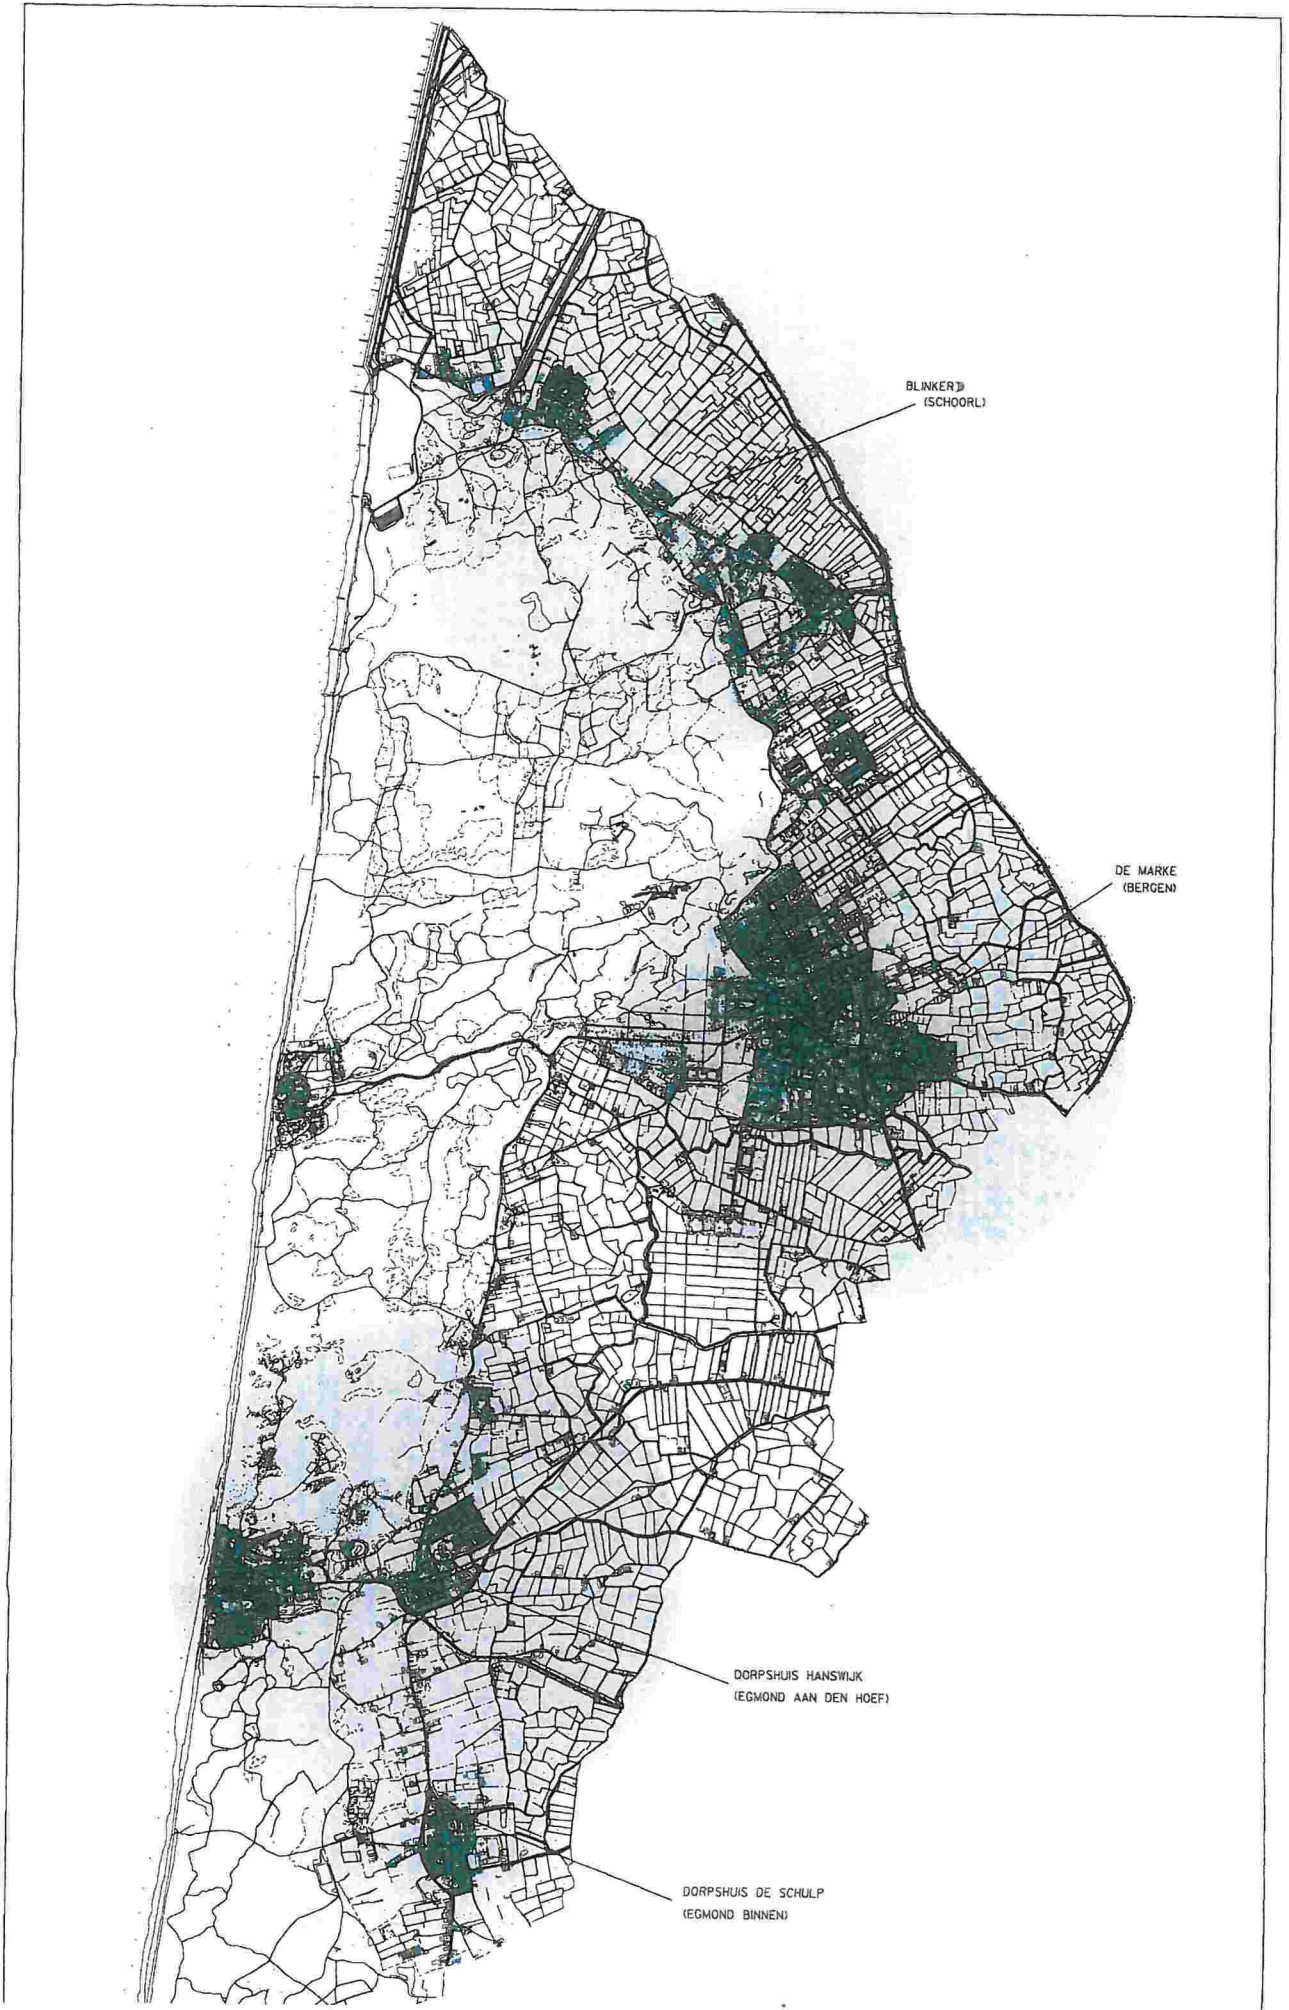 BLINKERD
(SCHOORL)
DE MARKE
(BERGEN)
DORPSHUIS HANSWIJK
(EGMOND AAN DEN HOEF)
DORPSHUIS DE SCHULP
(EGMOND BINNEN)